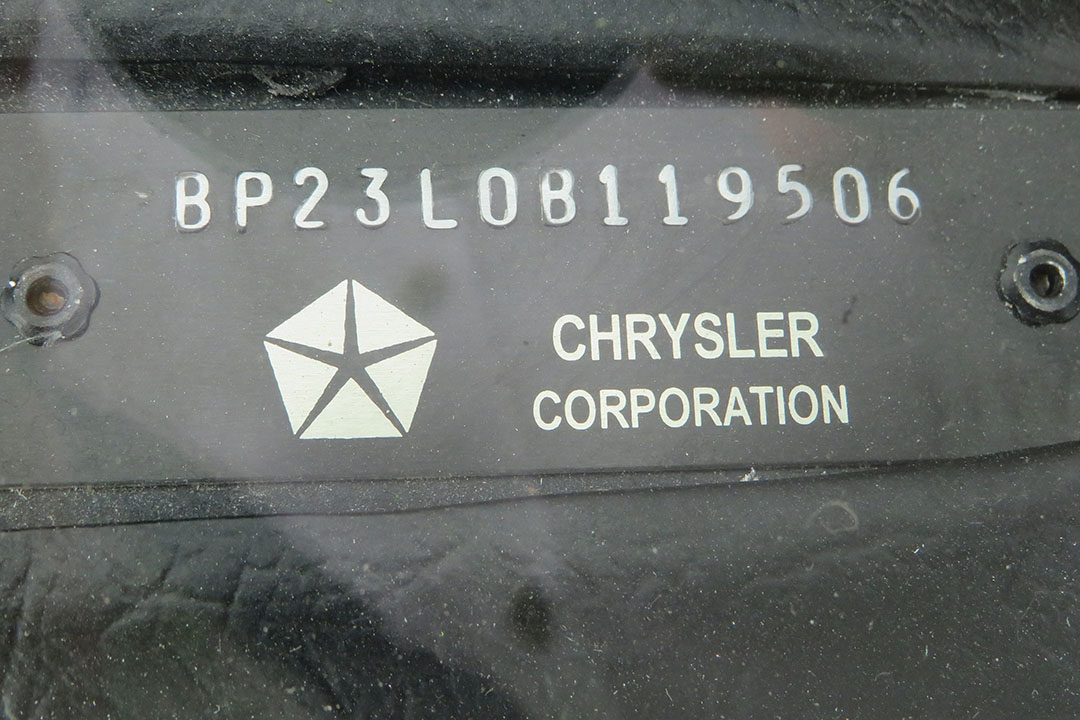 BP23L0B119506
CHRYSLER
CORPORATION